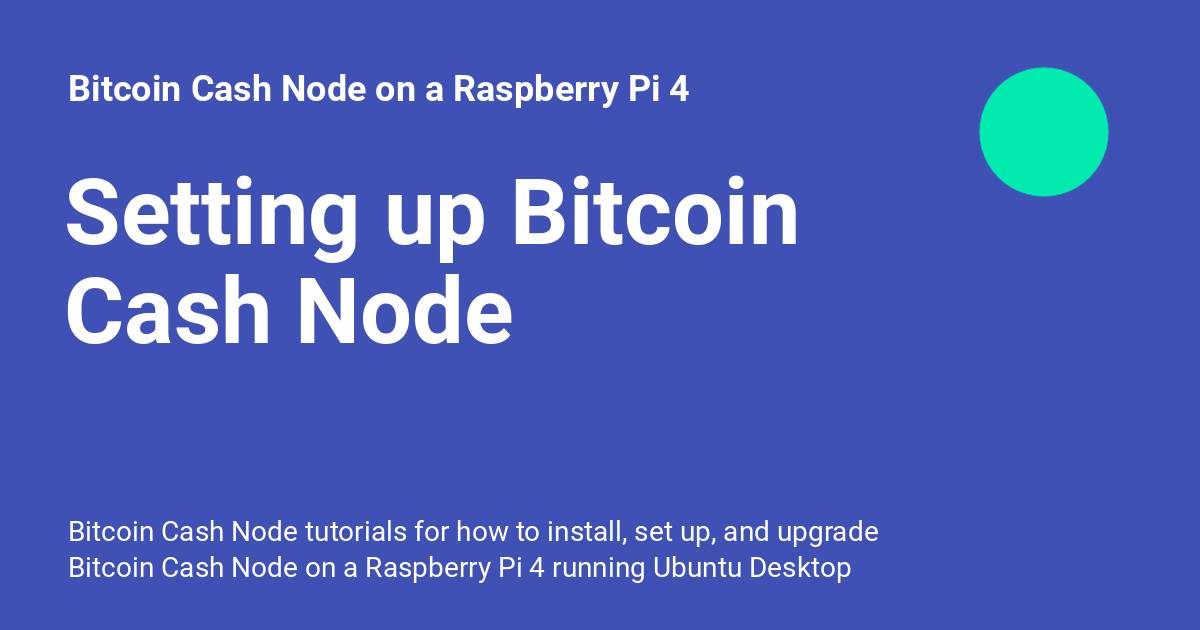 Bitcoin Cash Node on a Raspberry Pi 4
Setting up Bitcoin
Cash Node
Bitcoin Cash Node tutorials for how to install, set up, and upgrade
Bitcoin Cash Node on a Raspberry Pi 4 running Ubuntu Desktop